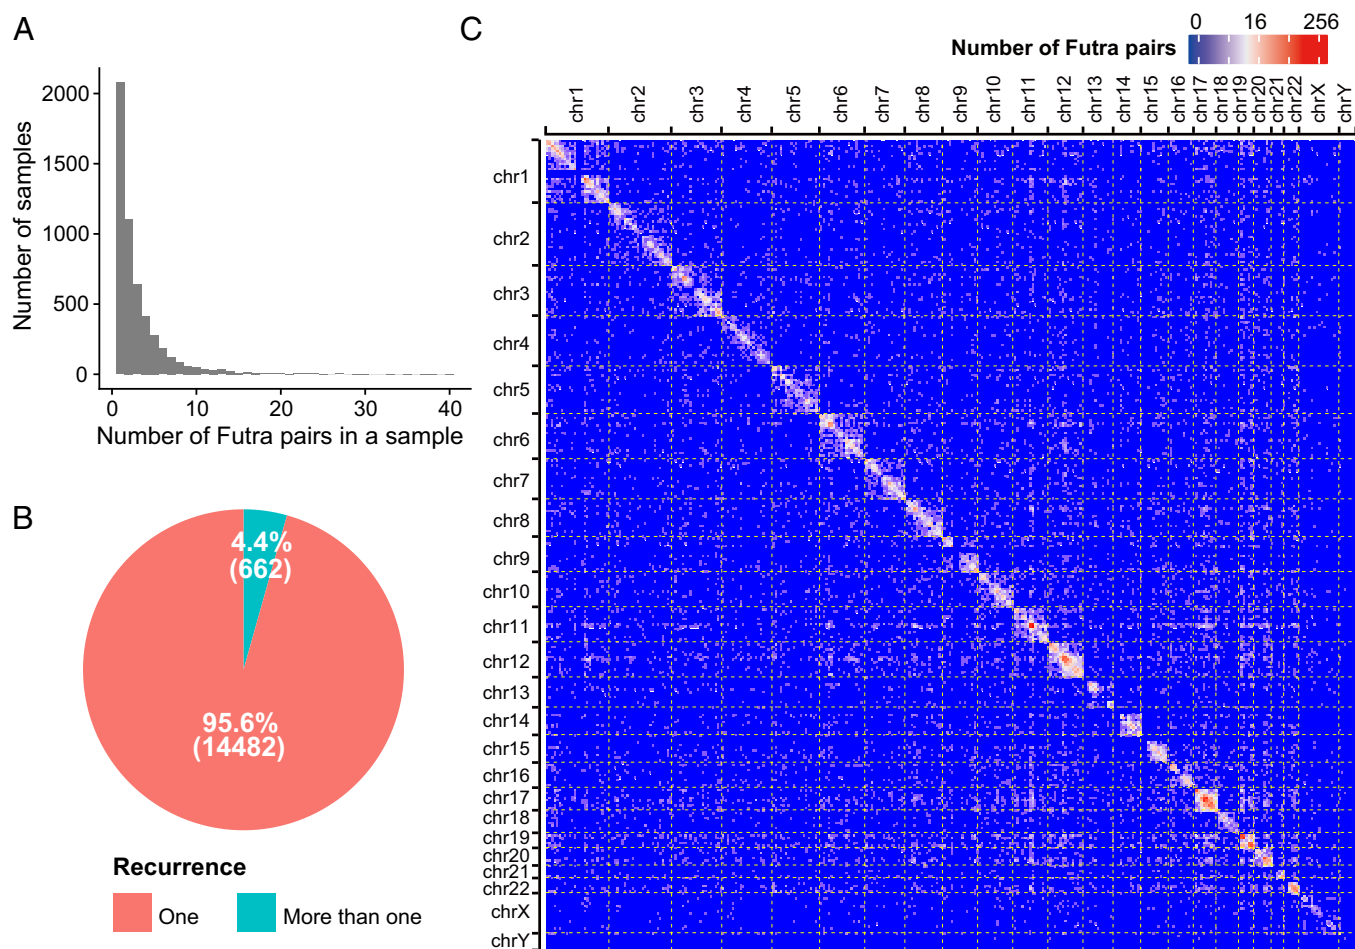 A
2000
1500
1000
500
0
Number of samples
0 10 20 30 40
Number of Futra pairs in a sample
B
4.4%
(662)
95.6%
(14482)
Recurrence
One More than one
C
Number of Futra pairs
0 16 256
chr1 chr2 chr3 chr4 chr5 chr6 chr7 chr8 chr9 chr10 chr11 chr12 chr13 chr14 chr15 chr16 chr17 chr18 chr19 chr20 chr21 chr22 chrX chrY
chr1
chr2
chr3
chr4
chr5
chr6
chr7
chr8
chr9
chr10
chr11
chr12
chr13
chr14
chr15
chr16
chr17
chr18
chr19
chr20
chr21
chr22
chrX
chrY